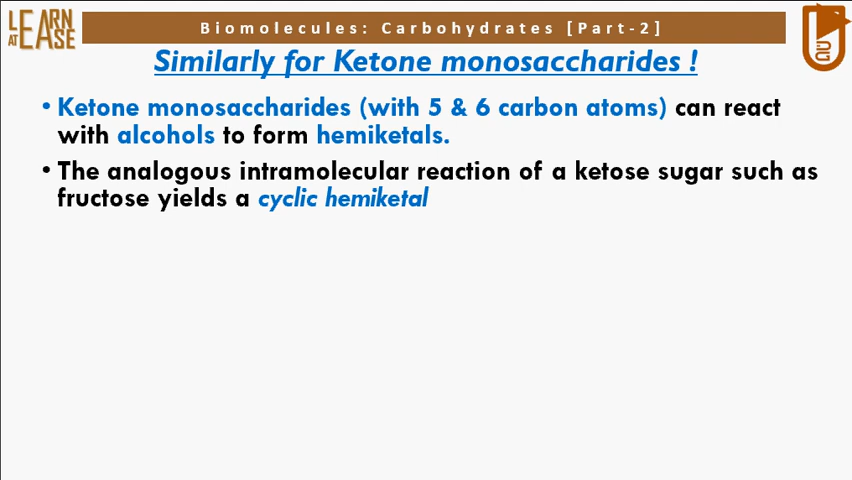 LEARN
AT EASE
Biomolecules: Carbohydrates [Part-2]
Similarly for Ketone monosaccharides !
• Ketone monosaccharides (with 5 & 6 carbon atoms) can react
with alcohols to form hemiketals.
• The analogous intramolecular reaction of a ketose sugar such as
fructose yields a cyclic hemiketal